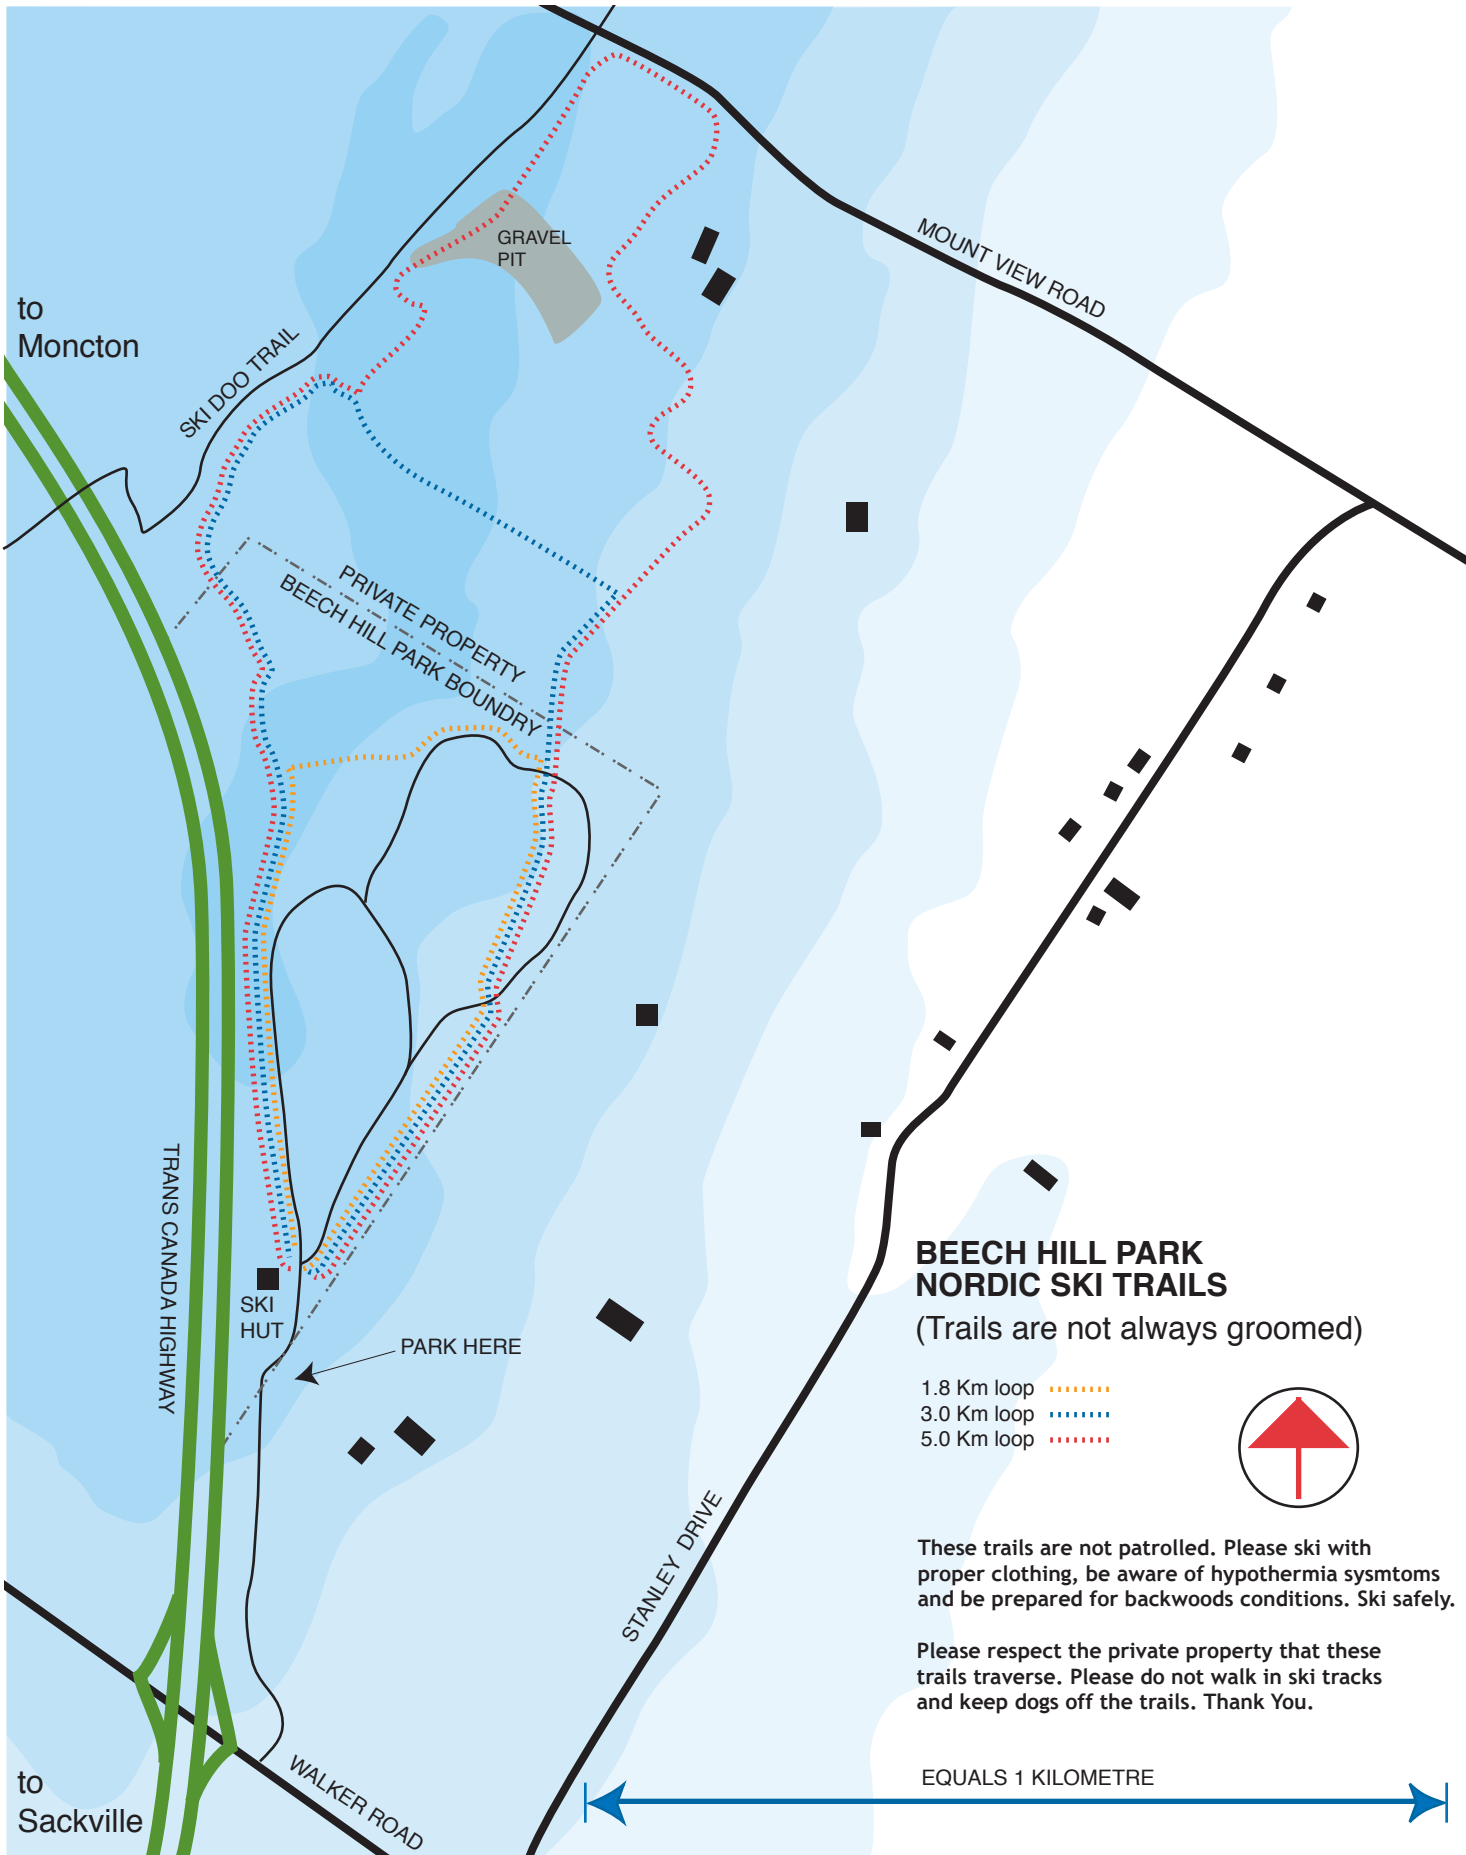 GRAVEL
PIT
MOUNT VIEW ROAD
to
Moncton
SKI DOO TRAIL
PRIVATE PROPERTY
BEECH HILL PARK BOUNDRY
TRANS CANADA HIGHWAY
SKI
HUT
PARK HERE
BEECH HILL PARK
NORDIC SKI TRAILS
(Trails are not always groomed)
1.8 Km loop
3.0 Km loop
5.0 Km loop
STANLEY DRIVE
These trails are not patrolled. Please ski with
proper clothing, be aware of hypothermia sysmtoms
and be prepared for backwoods conditions. Ski safely.
Please respect the private property that these
trails traverse. Please do not walk in ski tracks
and keep dogs off the trails. Thank You.
EQUALS 1 KILOMETRE
to
Sackville
WALKER ROAD